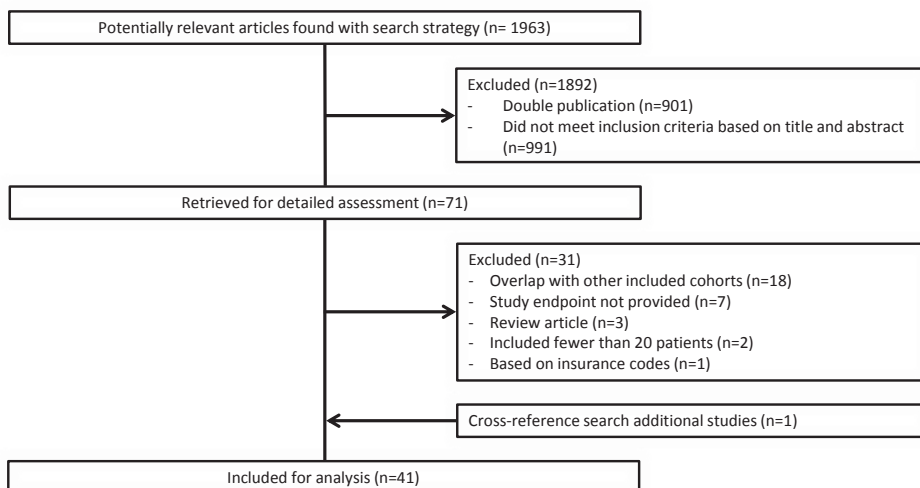 Potentially relevant articles found with search strategy (n= 1963)
Excluded (n=1892)
- Double publication (n=901)
- Did not meet inclusion criteria based on title and abstract
(n=991)
Retrieved for detailed assessment (n=71)
Excluded (n=31)
- Overlap with other included cohorts (n=18)
- Study endpoint not provided (n=7)
- Review article (n=3)
- Included fewer than 20 patients (n=2)
- Based on insurance codes (n=1)
Cross-reference search additional studies (n=1)
Included for analysis (n=41)